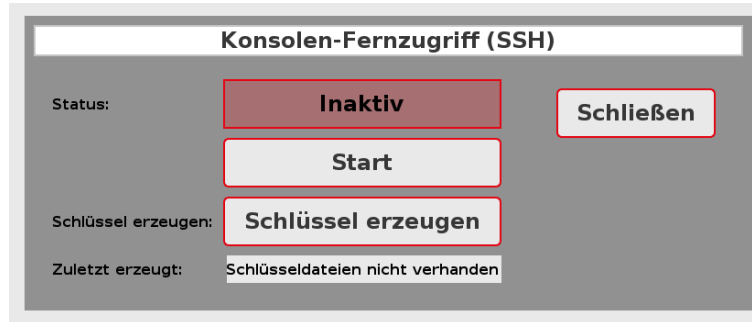 Konsolen-Fernzugriff (SSH)
Status:
Inaktiv
Schließen
Start
Schlüssel erzeugen:
Schlüssel erzeugen
Zuletzt erzeugt:
Schlüsseldateien nicht verhanden